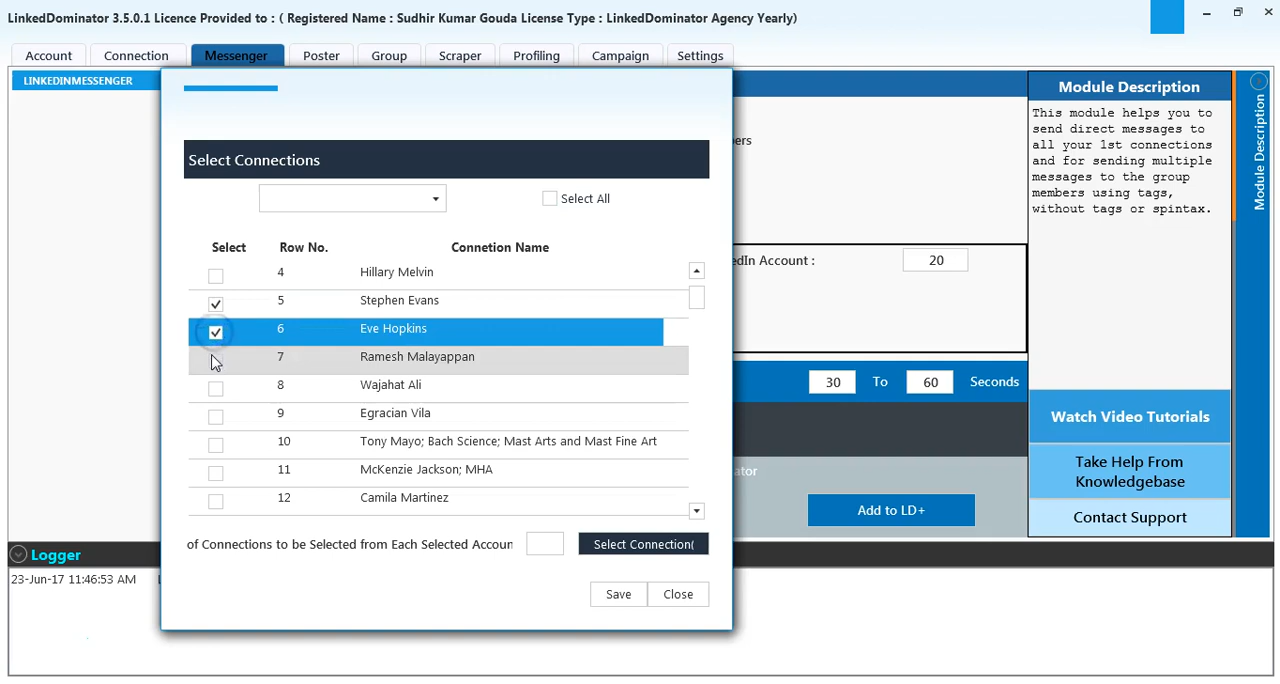 LinkedDominator 3.5.0.1 Licence Provided to : ( Registered Name : Sudhir Kumar Gouda License Type : LinkedDominator Agency Yearly)
Account Connection Messenger Poster Group Scraper Profiling Campaign Settings
LINKEDINMESSENGER
Select Connections
Select All
Select Row No. Connetion Name
4 Hillary Melvin
5 Stephen Evans
6 Eve Hopkins
7 Ramesh Malayappan
8 Wajahat Ali
9 Egracian Vila
10 Tony Mayo; Bach Science; Mast Arts and Mast Fine Art
11 McKenzie Jackson; MHA
12 Camila Martinez
of Connections to be Selected from Each Selected Accoun
Select Connection(
Save Close
bers
edIn Account : 20
30 To 60 Seconds
ator
Add to LD+
Module Description
This module helps you to
send direct messages to
all your 1st connections
and for sending multiple
messages to the group
members using tags,
without tags or spintax.
Watch Video Tutorials
Take Help From
Knowledgebase
Contact Support
Module Description
Logger
23-Jun-17 11:46:53 AM